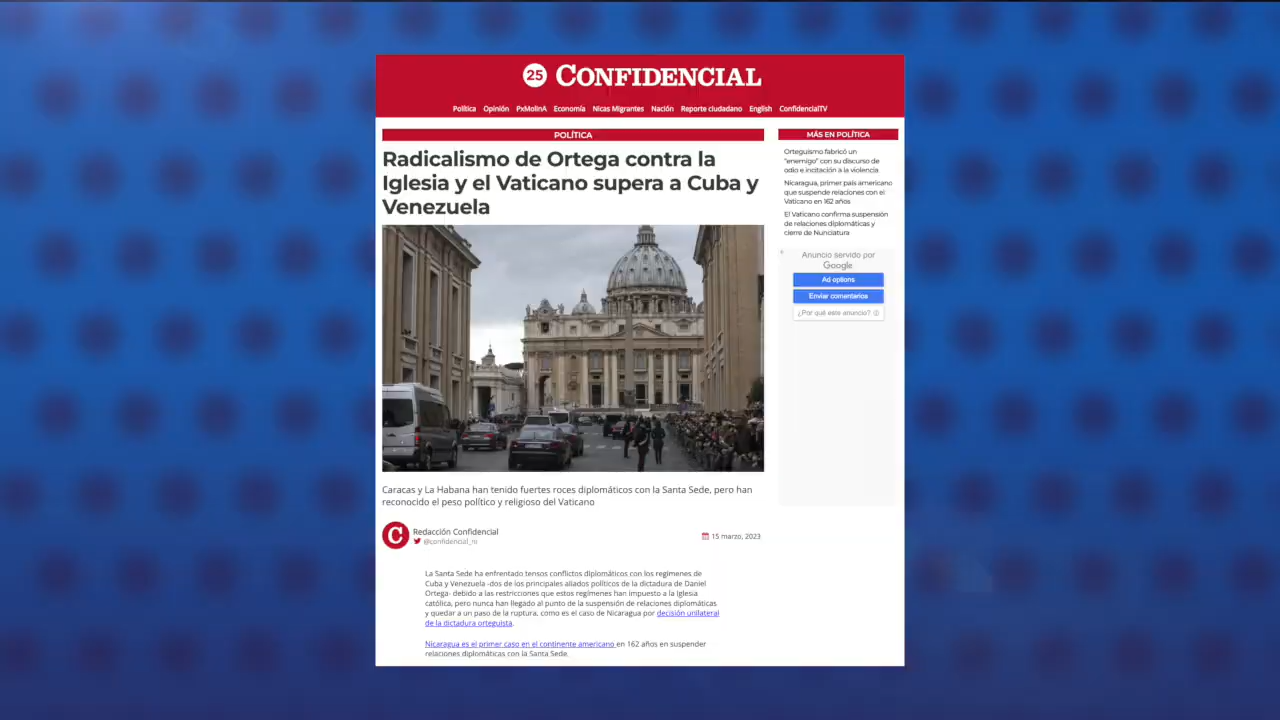 25 CONFIDENCIAL
Política Opinión PxMolinA Economía Nicas Migrantes Nación Reporte ciudadano English ConfidencialTV
POLÍTICA
Radicalismo de Ortega contra la
Iglesia y el Vaticano supera a Cuba y
Venezuela
Caracas y La Habana han tenido fuertes roces diplomáticos con la Santa Sede, pero han
reconocido el peso político y religioso del Vaticano
C
Redacción Confidencial
@confidencial_ni
15 marzo, 2023
La Santa Sede ha enfrentado tensos conflictos diplomáticos con los regímenes de
Cuba y Venezuela -dos de los principales aliados políticos de la dictadura de Daniel
Ortega- debido a las restricciones que estos regímenes han impuesto a la Iglesia
católica, pero nunca han llegado al punto de la suspensión de relaciones diplomáticas
y quedar a un paso de la ruptura, como es el caso de Nicaragua por decisión unilateral
de la dictadura orteguista.
Nicaragua es el primer caso en el continente americano en 162 años en suspender
relaciones diplomáticas con la Santa Sede.
MÁS EN POLÍTICA
Orteguismo fabricó un
"enemigo" con su discurso de
odio e incitación a la violencia
Nicaragua, primer país americano
que suspende relaciones con el
Vaticano en 162 años
El Vaticano confirma suspensión
de relaciones diplomáticas y
cierre de Nunciatura
Anuncio servido por
Google
Ad options
Enviar comentarios
¿Por qué este anuncio?